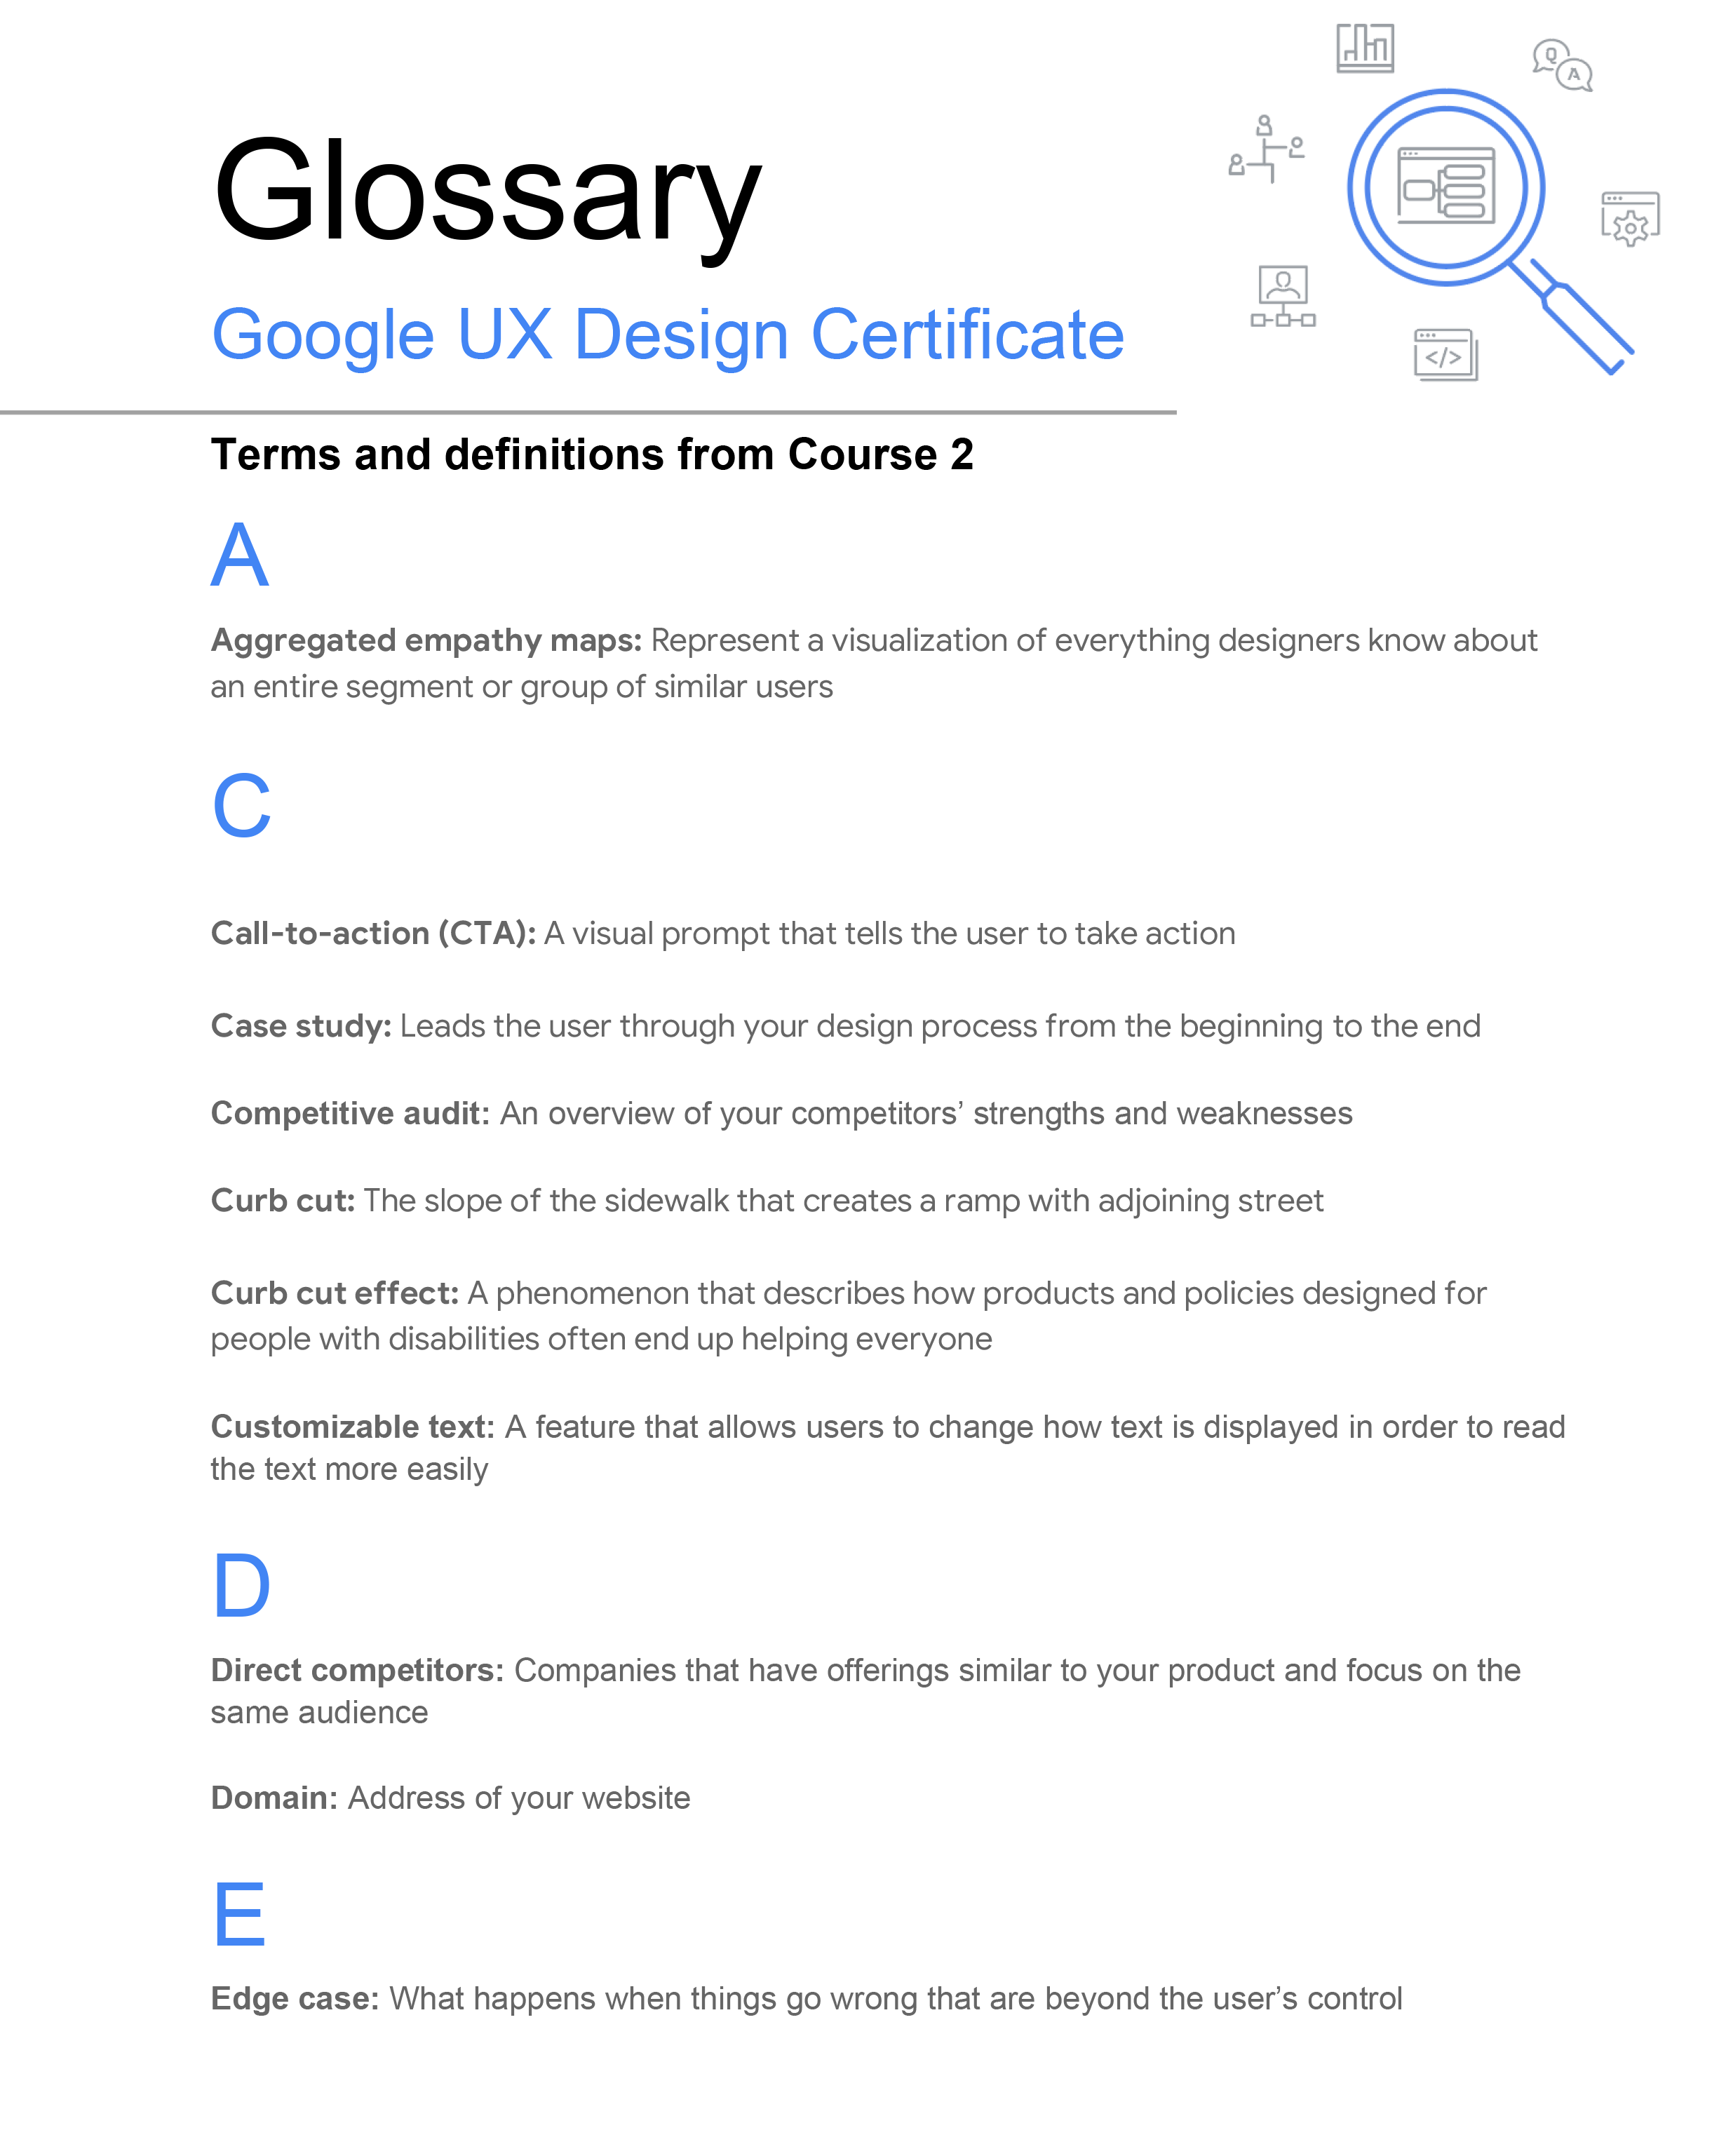 Glossary
Google UX Design Certificate
Q
A
</>
Terms and definitions from Course 2
A
Aggregated empathy maps: Represent a visualization of everything designers know about
an entire segment or group of similar users
C
Call-to-action (CTA): A visual prompt that tells the user to take action
Case study: Leads the user through your design process from the beginning to the end
Competitive audit: An overview of your competitors’ strengths and weaknesses
Curb cut: The slope of the sidewalk that creates a ramp with adjoining street
Curb cut effect: A phenomenon that describes how products and policies designed for
people with disabilities often end up helping everyone
Customizable text: A feature that allows users to change how text is displayed in order to read
the text more easily
D
Direct competitors: Companies that have offerings similar to your product and focus on the
same audience
Domain: Address of your website
E
Edge case: What happens when things go wrong that are beyond the user’s control